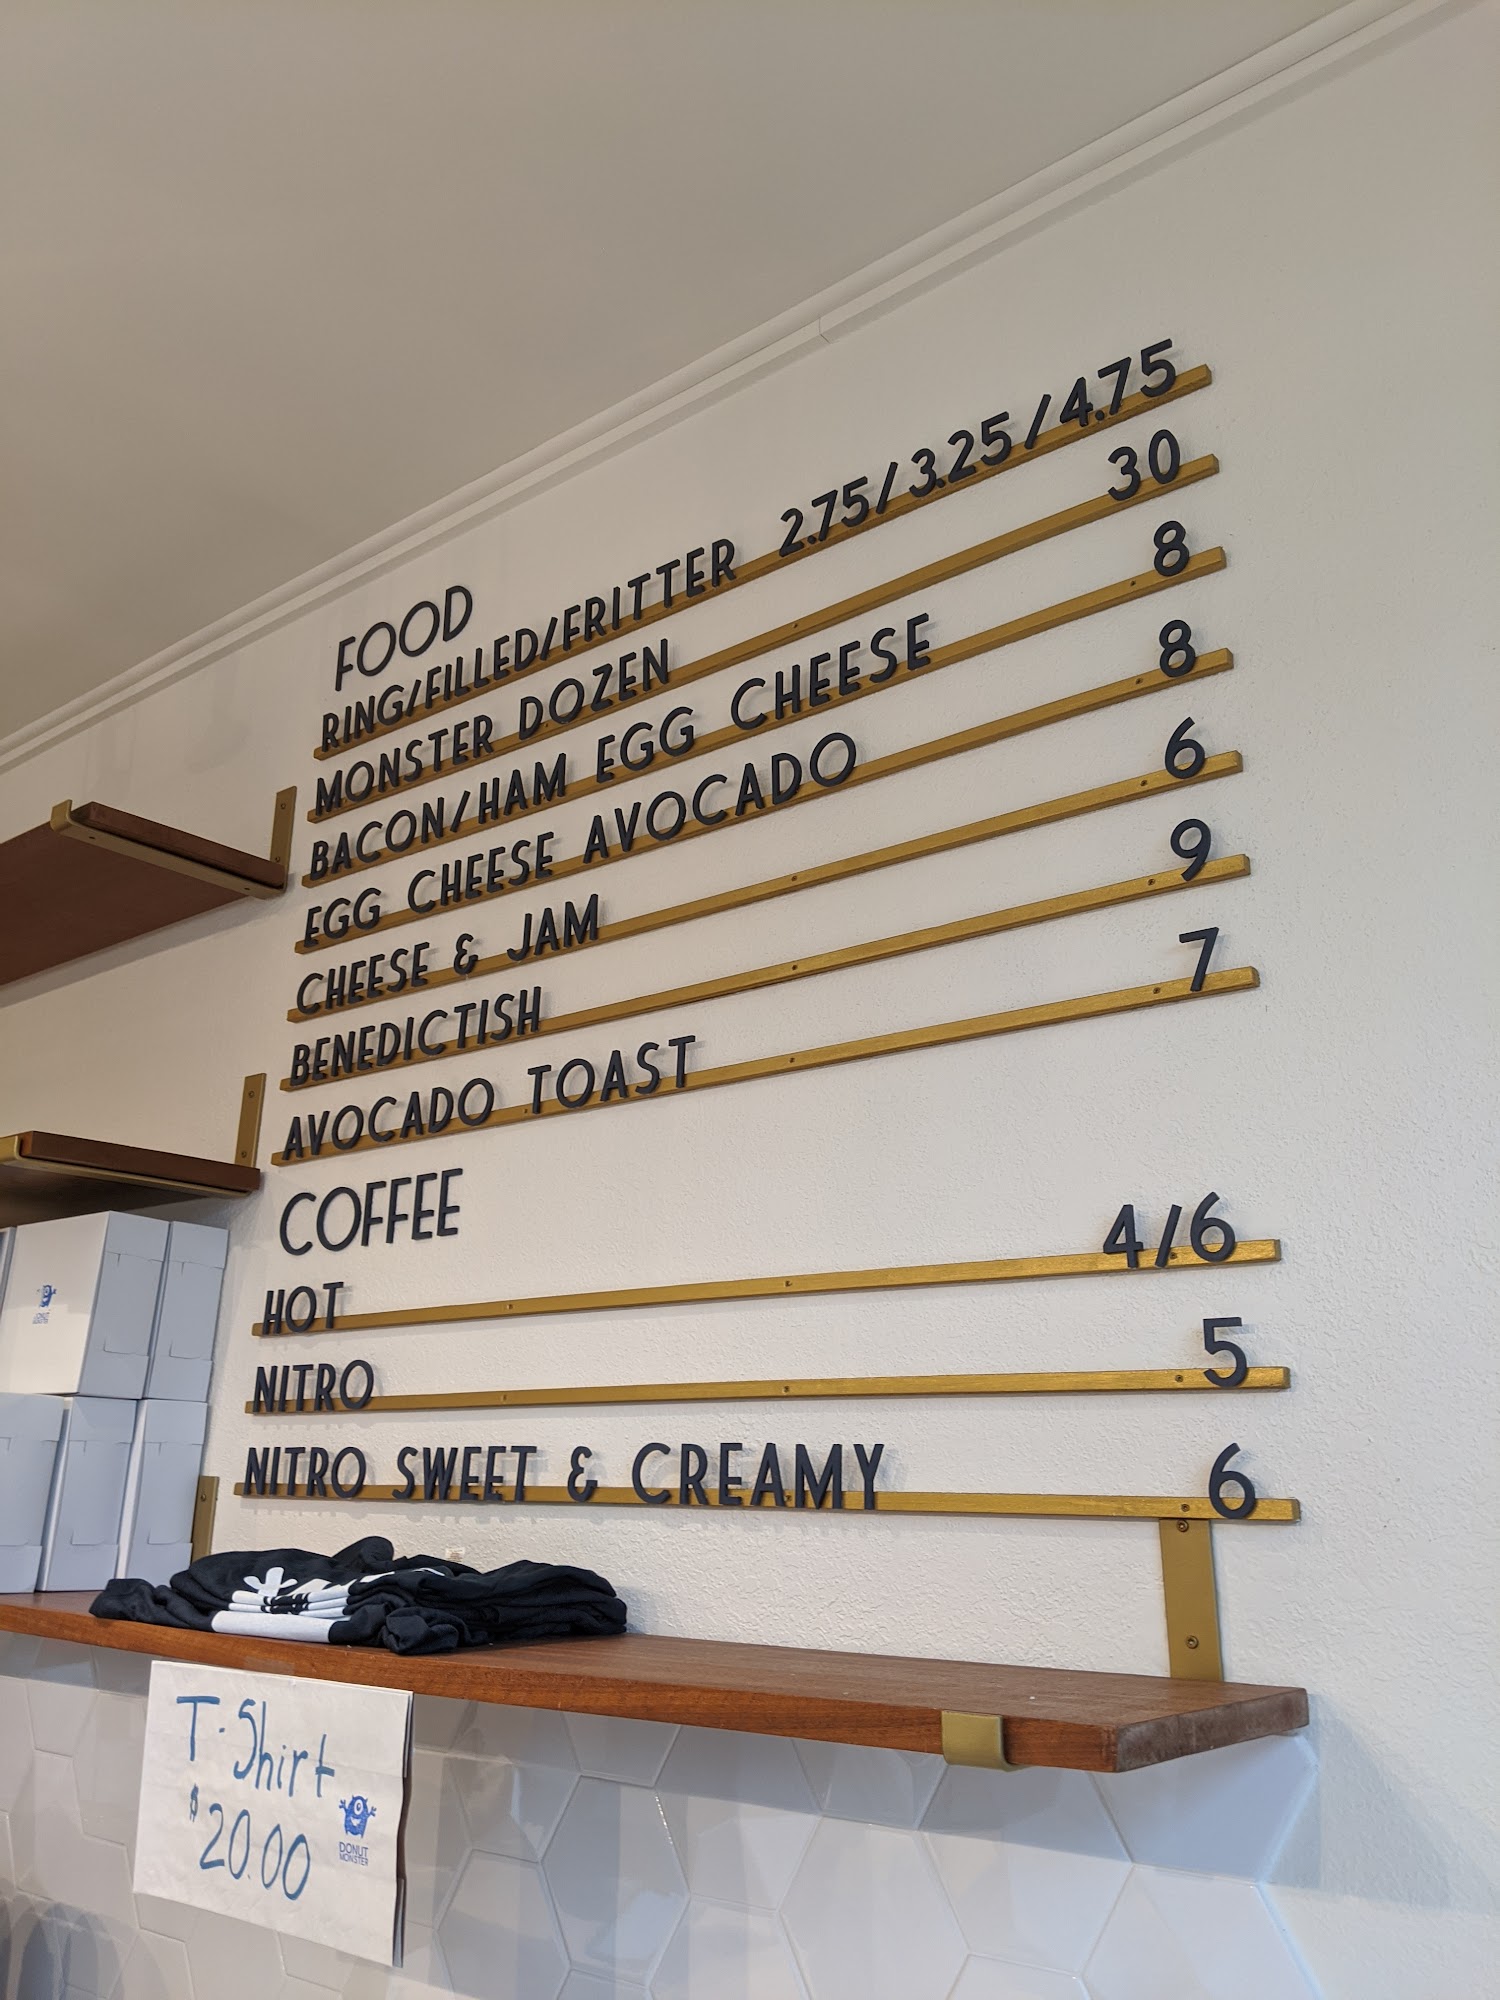 FOOD
RING/FILLED/FRITTER 2.75/3.25/4.75
MONSTER DOZEN 30
BACON/HAM EGG CHEESE 8
EGG CHEESE AVOCADO 8
CHEESE & JAM 6
BENEDICTISH 9
AVOCADO TOAST 7
COFFEE
HOT 4/6
NITRO 5
NITRO SWEET & CREAMY 6
T-Shirt
$20.00
DONUT
MONSTER
DONUT
MONSTER